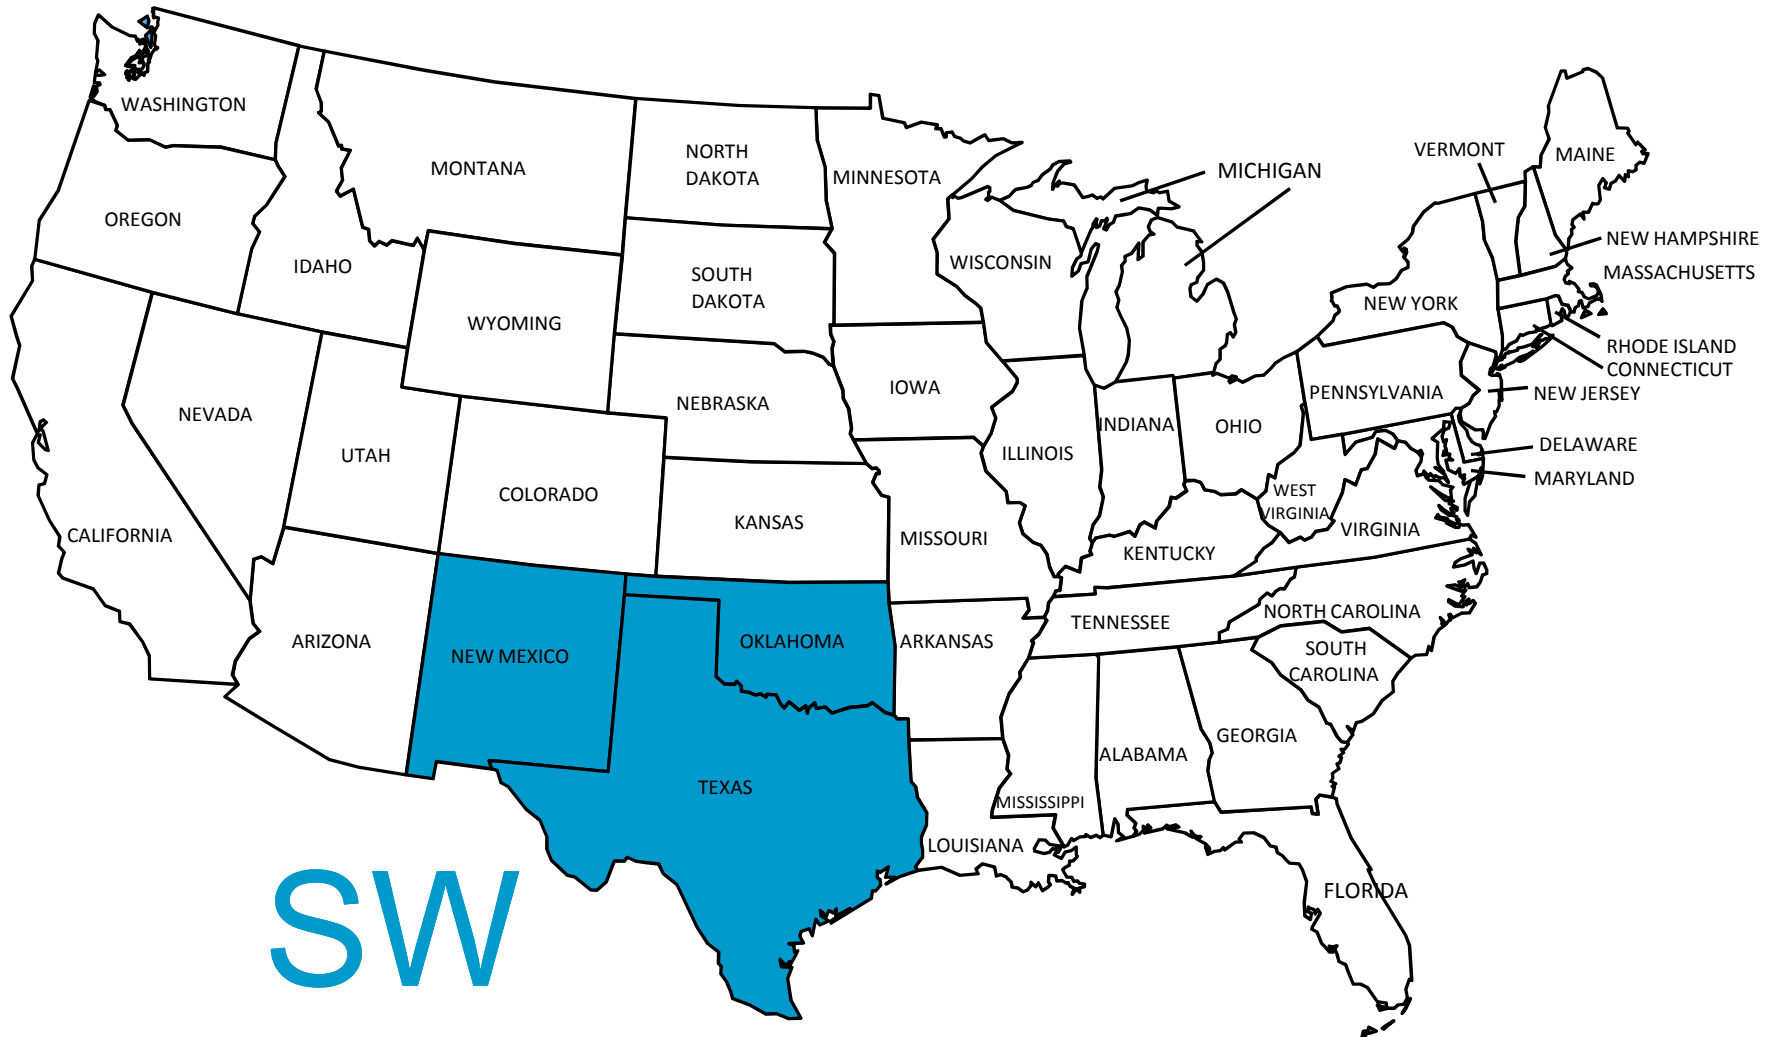 WASHINGTON
MONTANA
NORTH
DAKOTA
MINNESOTA
MICHIGAN
VERMONT
MAINE
OREGON
IDAHO
WYOMING
SOUTH
DAKOTA
WISCONSIN
NEW YORK
NEW HAMPSHIRE
MASSACHUSETTS
RHODE ISLAND
CONNECTICUT
NEW JERSEY
PENNSYLVANIA
DELAWARE
MARYLAND
NEVADA
UTAH
COLORADO
NEBRASKA
IOWA
ILLINOIS
INDIANA
OHIO
WEST
VIRGINIA
VIRGINIA
CALIFORNIA
KANSAS
MISSOURI
KENTUCKY
ARIZONA
NEW MEXICO
OKLAHOMA
ARKANSAS
TENNESSEE
NORTH CAROLINA
SOUTH
CAROLINA
TEXAS
LOUISIANA
MISSISSIPPI
ALABAMA
GEORGIA
FLORIDA
SW